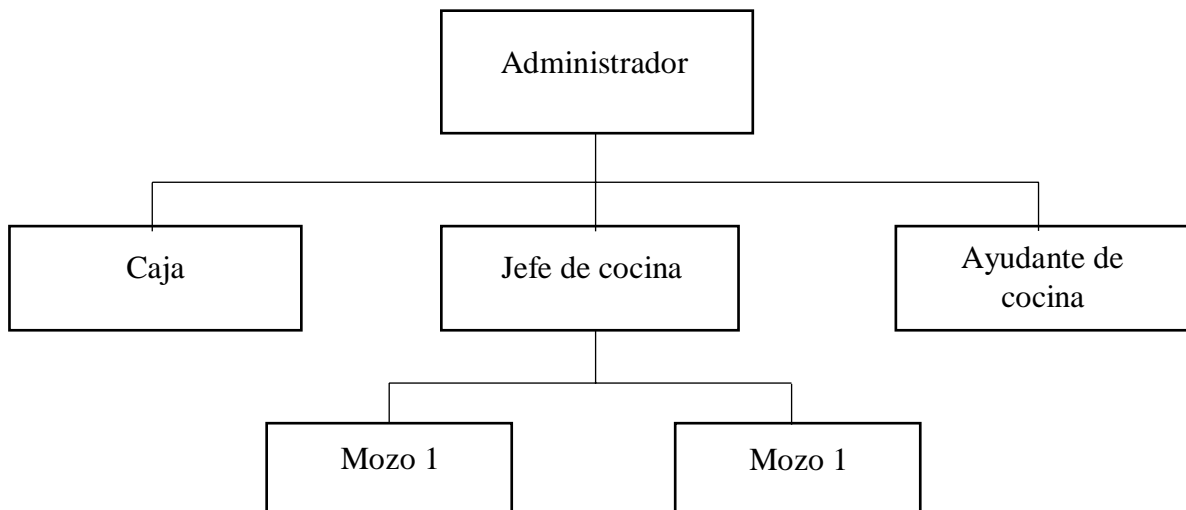 Administrador
Caja
Jefe de cocina
Ayudante de
cocina
Mozo 1
Mozo 1